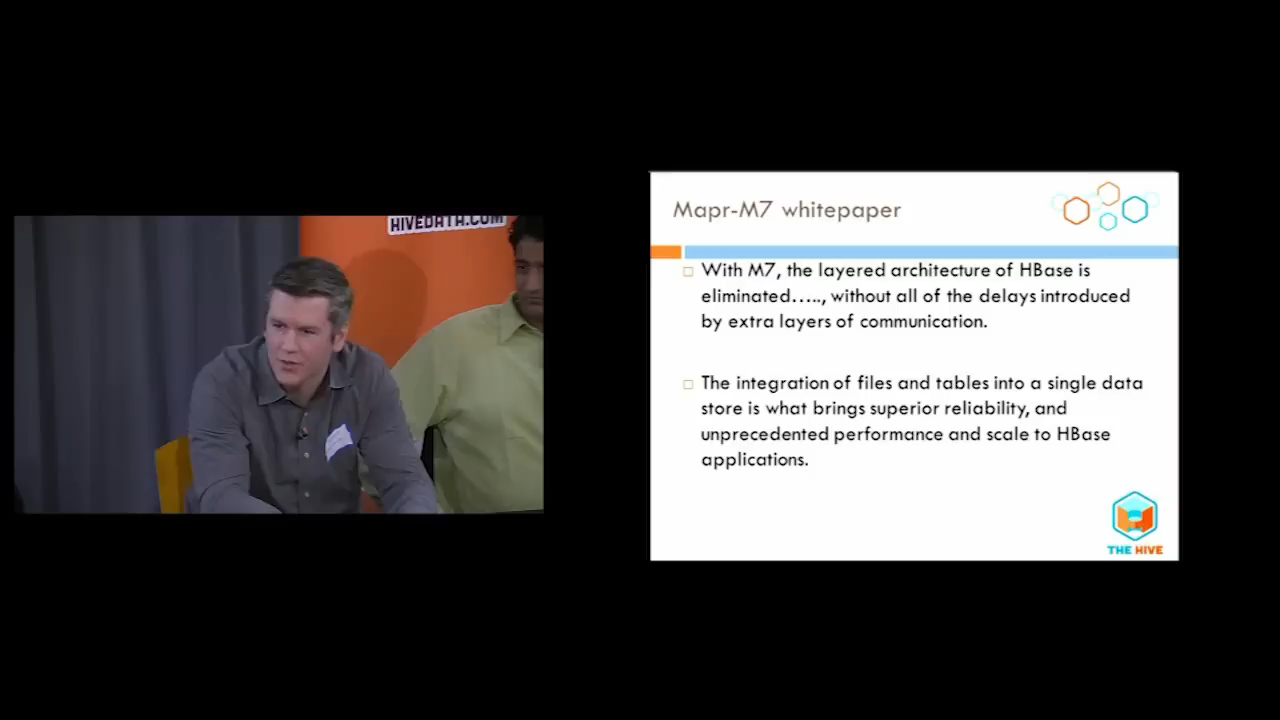 HIVEDATA.COM
Mapr-M7 whitepaper
With M7, the layered architecture of HBase is
eliminated….., without all of the delays introduced
by extra layers of communication.
The integration of files and tables into a single data
store is what brings superior reliability, and
unprecedented performance and scale to HBase
applications.
THE HIVE